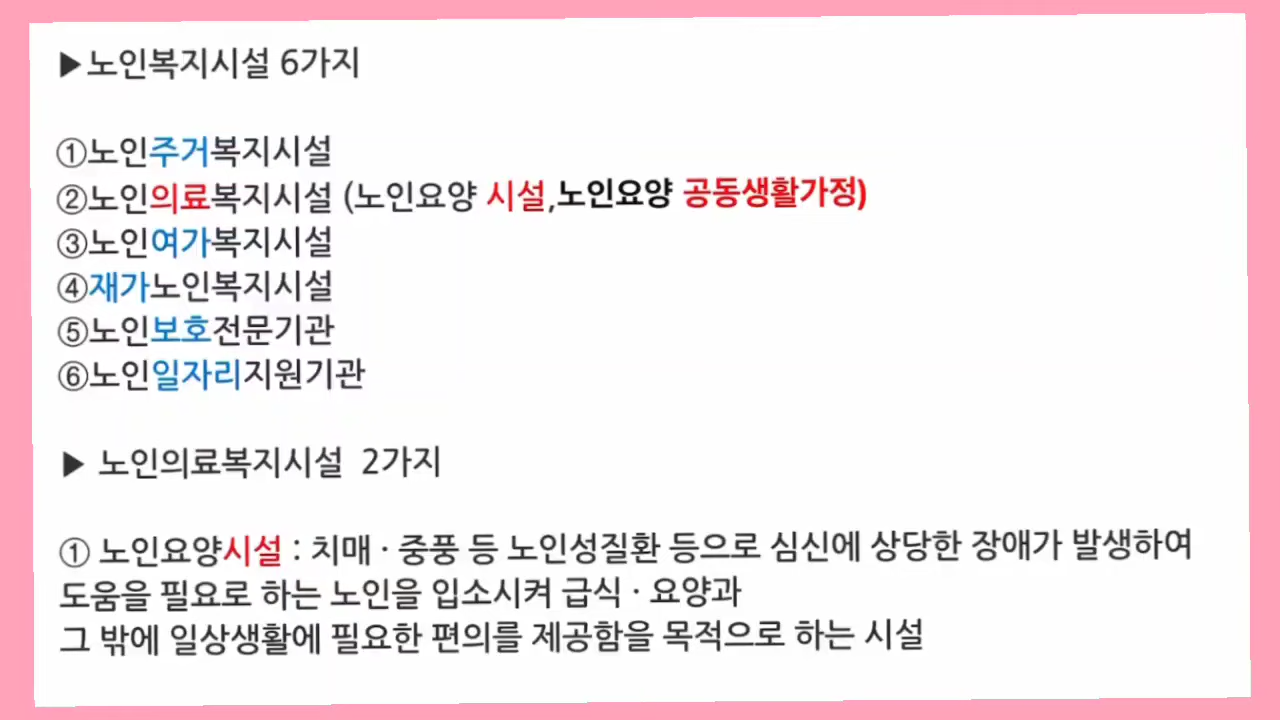 ▶노인복지시설 6가지
①노인주거복지시설
②노인의료복지시설 (노인요양 시설,노인요양 공동생활가정)
③노인여가복지시설
④재가노인복지시설
⑤노인보호전문기관
⑥노인일자리지원기관
▶ 노인의료복지시설 2가지
① 노인요양시설 : 치매 · 중풍 등 노인성질환 등으로 심신에 상당한 장애가 발생하여
도움을 필요로 하는 노인을 입소시켜 급식 · 요양과
그 밖에 일상생활에 필요한 편의를 제공함을 목적으로 하는 시설